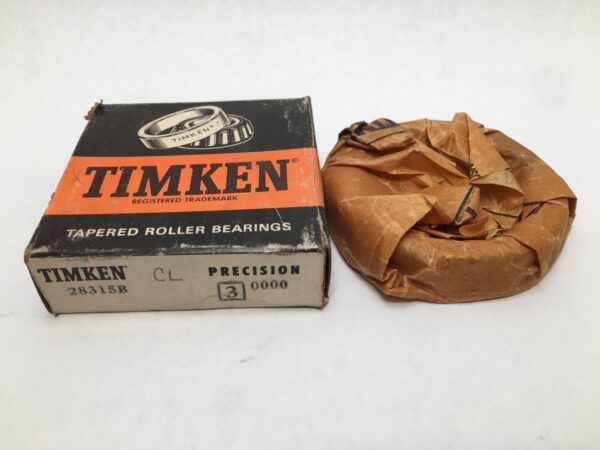 TIMKEN
TIMKEN®
REGISTERED TRADEMARK
TAPERED ROLLER BEARINGS
TIMKEN CL PRECISION
28315B 3 0000